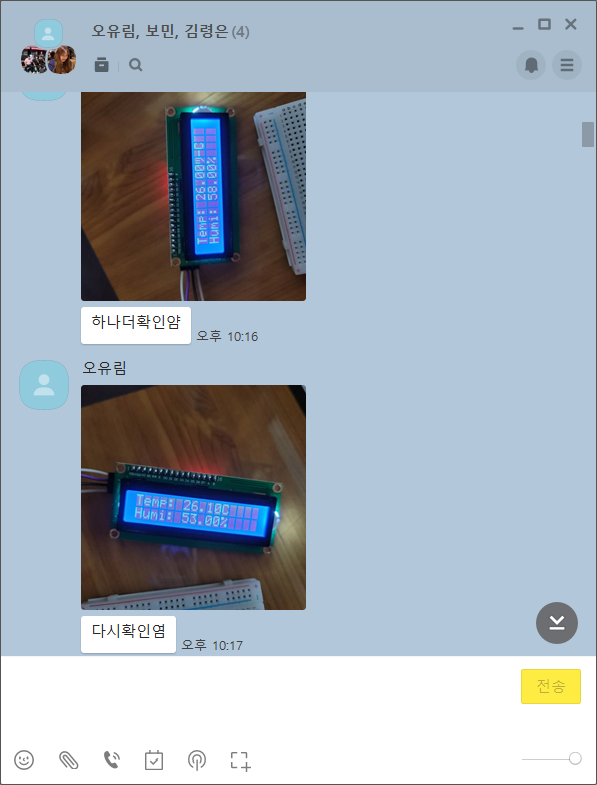 오유림, 보민, 김령은 (4)
Temp: 26.00
Humi: 58.00%
하나더확인얌
오후 10:16
오유림
Temp: 26.10C
Humi: 53.00%
다시확인염
오후 10:17
전송